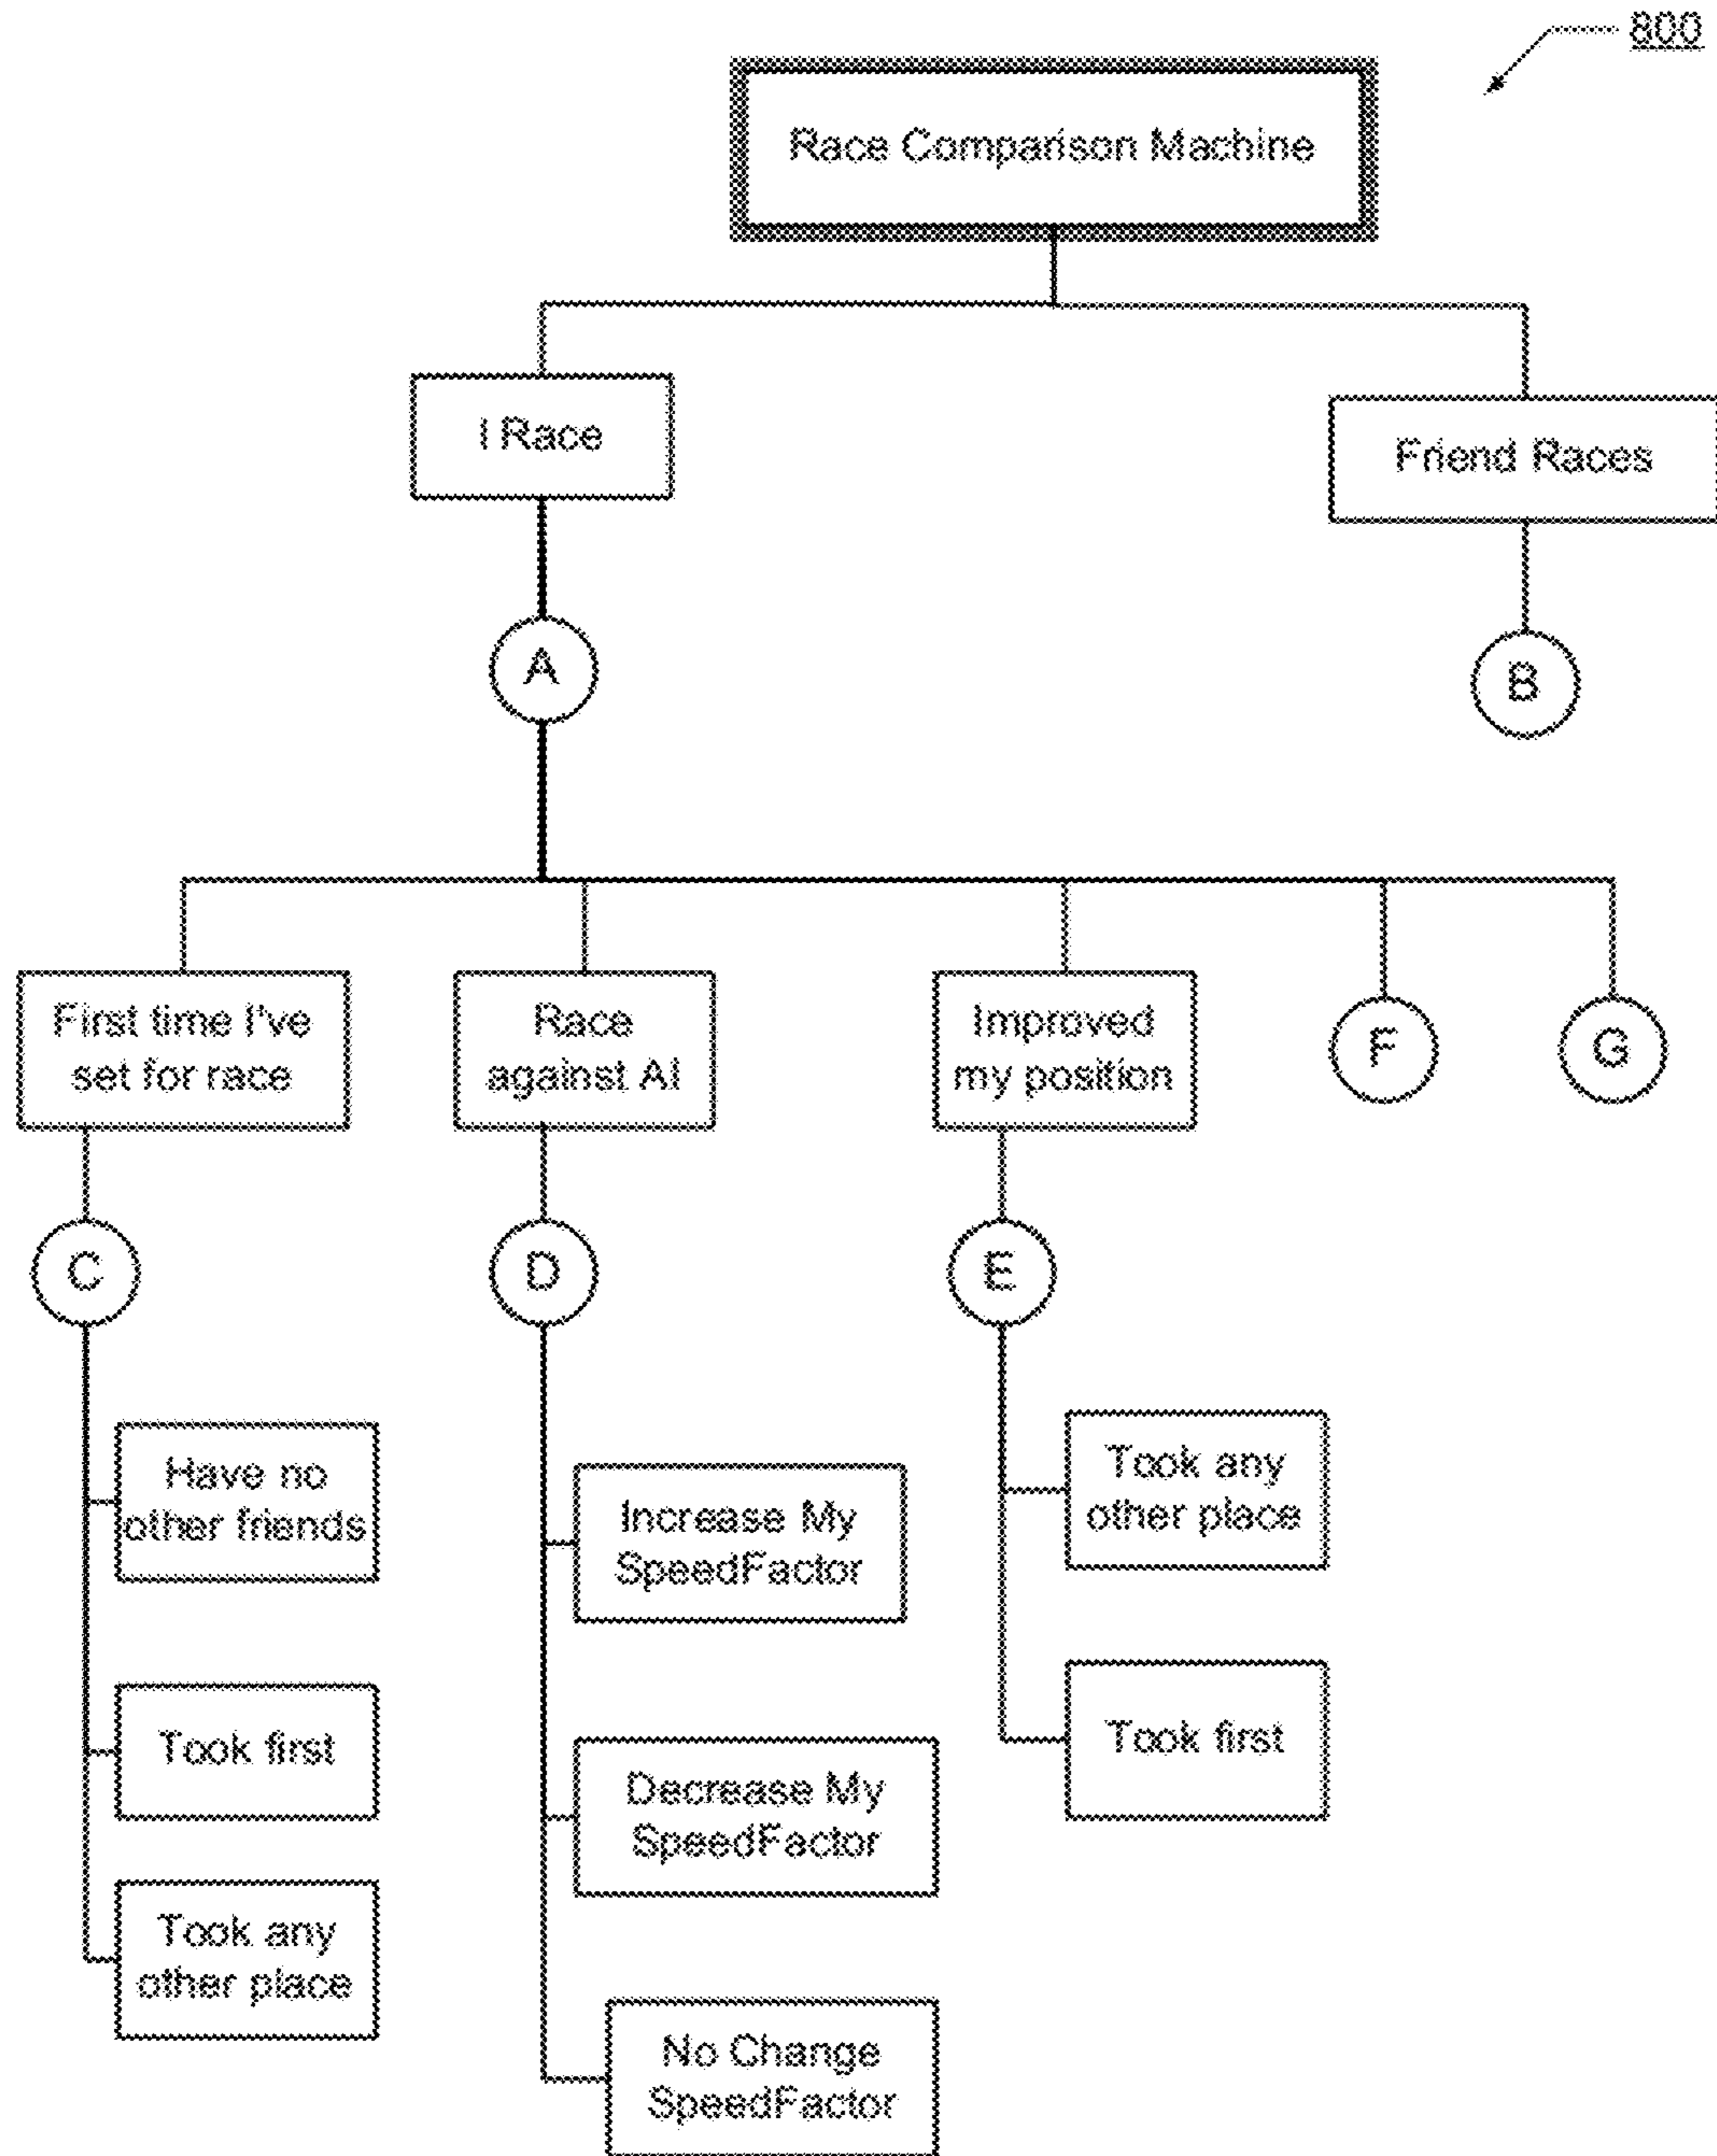 800
Race Comparison Machine
I Race
Friend Races
A
B
First time I've
set for race
Race
against AI
Improved
my position
F
G
C
D
E
Have no
other friends
Increase My
SpeedFactor
Took any
other place
Took first
Decrease My
SpeedFactor
Took first
Took any
other place
No Change
SpeedFactor